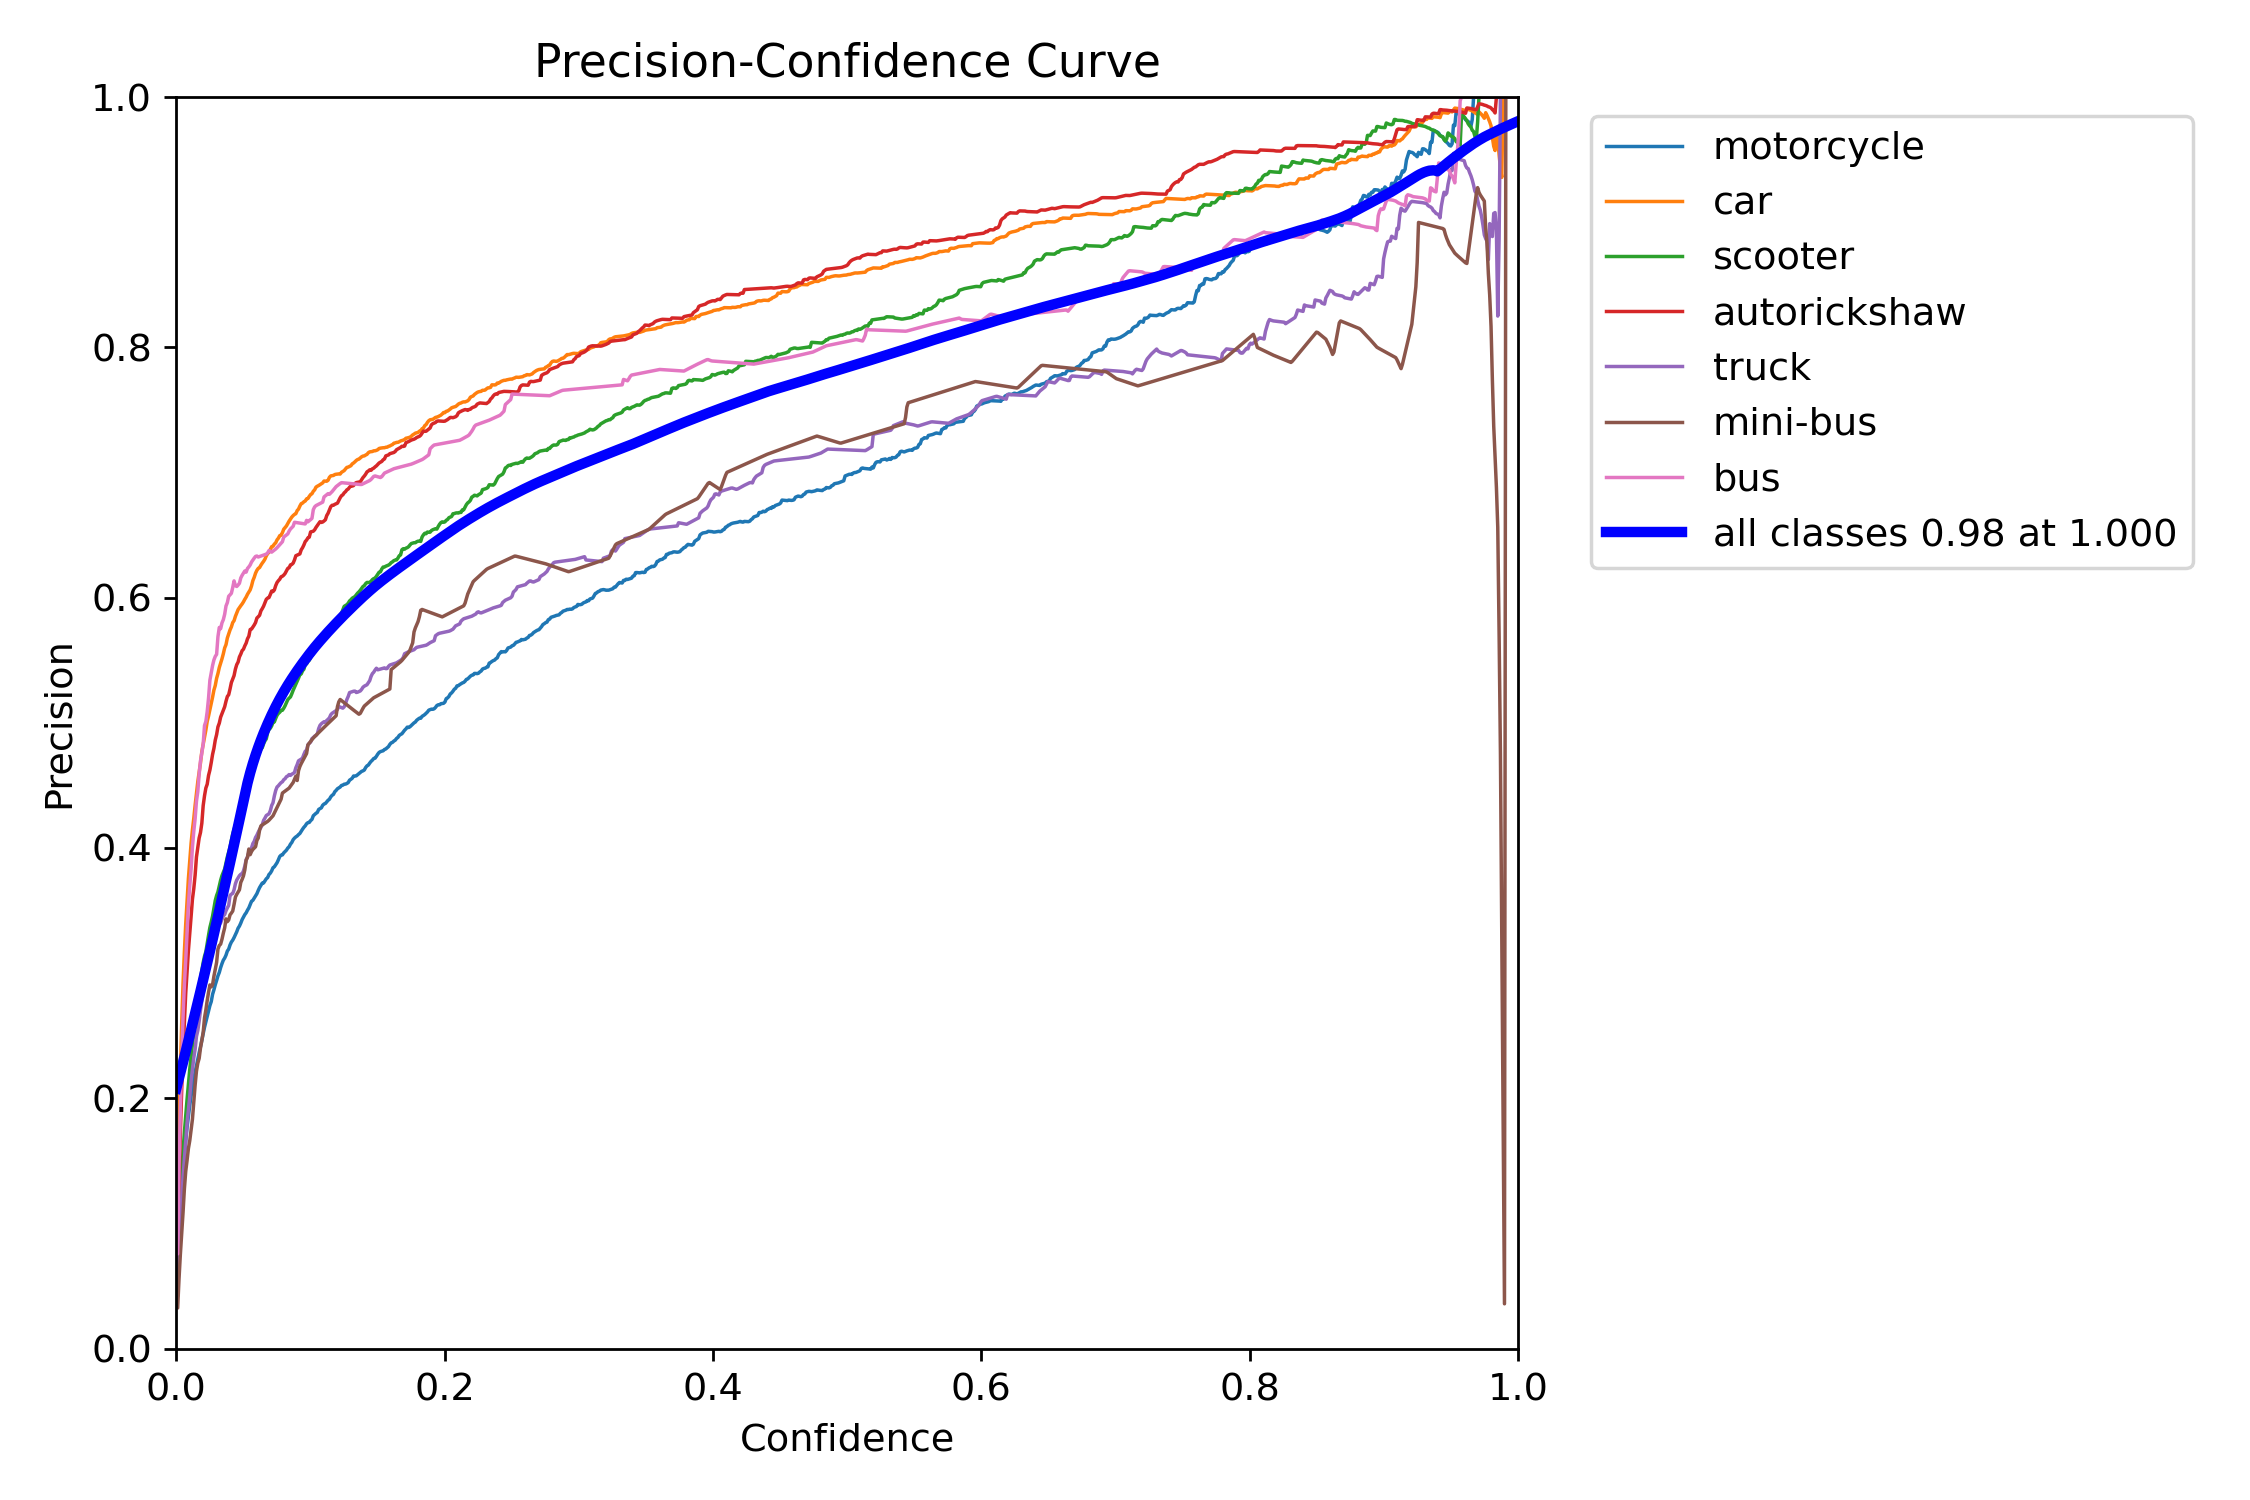 Precision-Confidence Curve
1.0
0.8
0.6
0.4
0.2
0.0
Precision
0.0 0.2 0.4 0.6 0.8 1.0
Confidence
motorcycle
car
scooter
autorickshaw
truck
mini-bus
bus
all classes 0.98 at 1.000